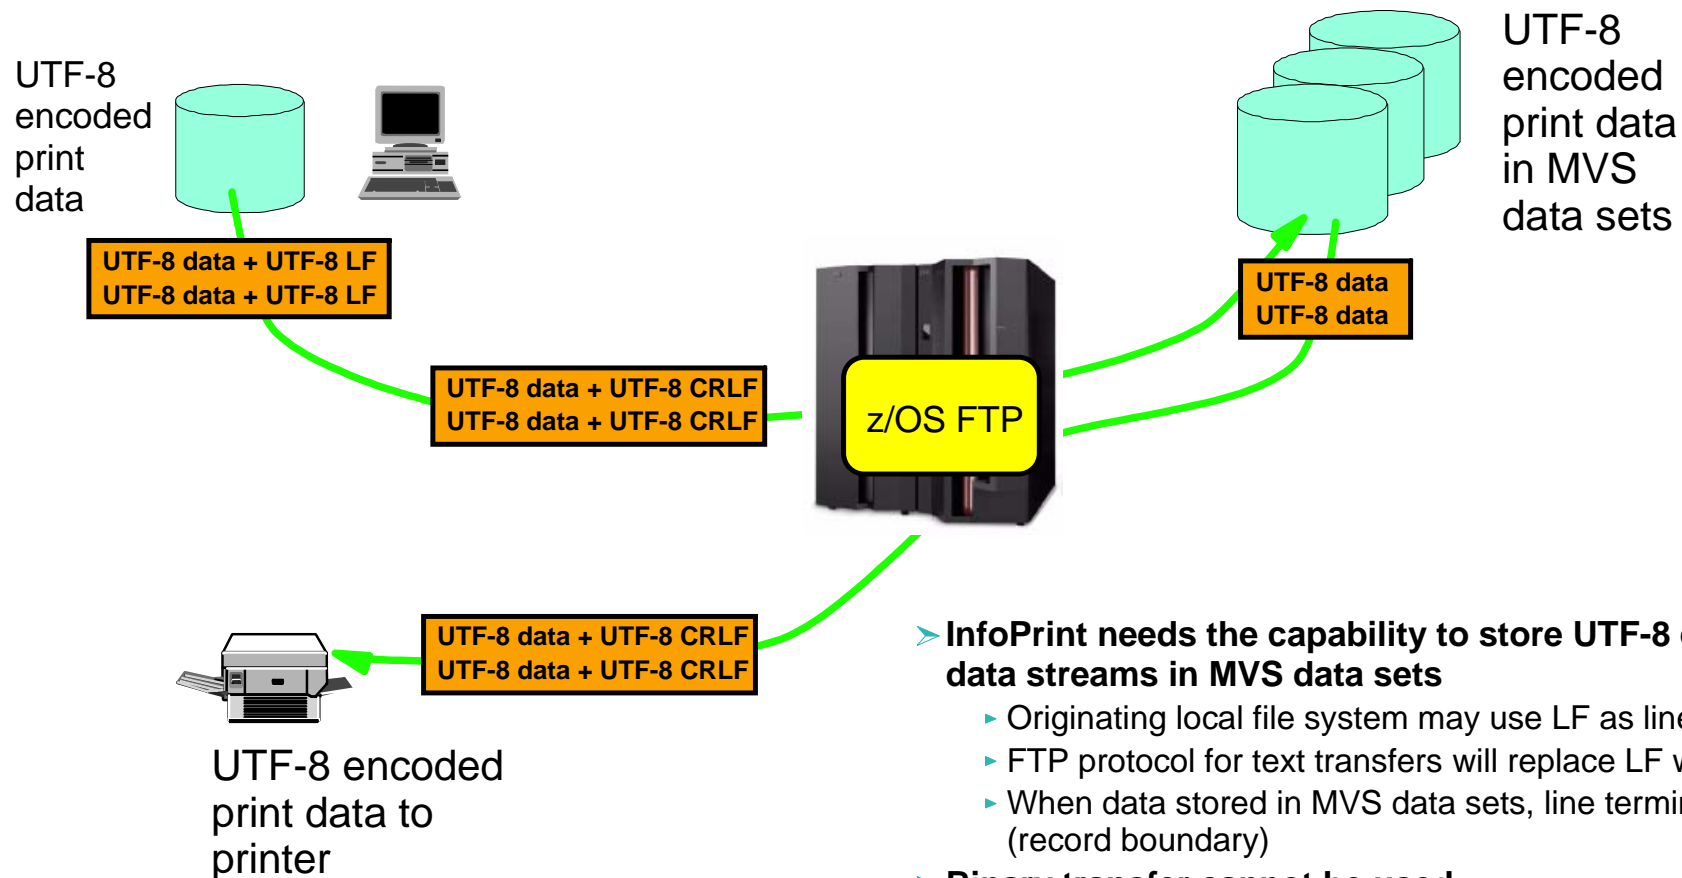 UTF-8
encoded
print
data
UTF-8 data + UTF-8 LF
UTF-8 data + UTF-8 LF
UTF-8 data + UTF-8 CRLF
UTF-8 data + UTF-8 CRLF
z/OS FTP
UTF-8
encoded
print data
in MVS
data sets
UTF-8 data
UTF-8 data
UTF-8 data + UTF-8 CRLF
UTF-8 data + UTF-8 CRLF
UTF-8 encoded
print data to
printer
InfoPrint needs the capability to store UTF-8
data streams in MVS data sets
Originating local file system may use LF as line
FTP protocol for text transfers will replace LF
When data stored in MVS data sets, line
(record boundary)
Binary transfer cannot be used